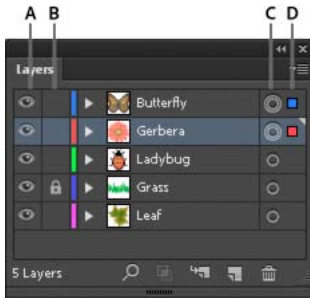 A B C D
Layers
Butterfly
Gerbera
Ladybug
Grass
Leaf
5 Layers